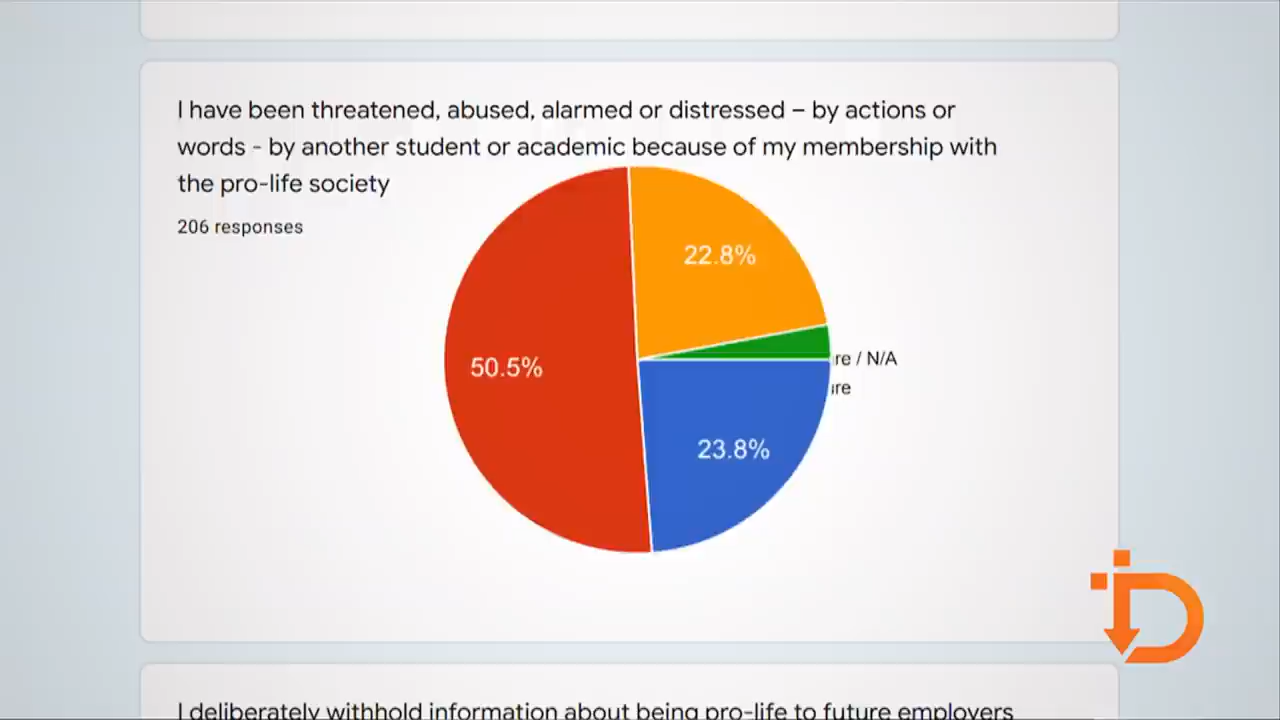 I have been threatened, abused, alarmed or distressed – by actions or
words - by another student or academic because of my membership with
the pro-life society
206 responses
22.8%
50.5%
re / N/A
re
23.8%
I deliberately withhold information about being pro-life to future employers